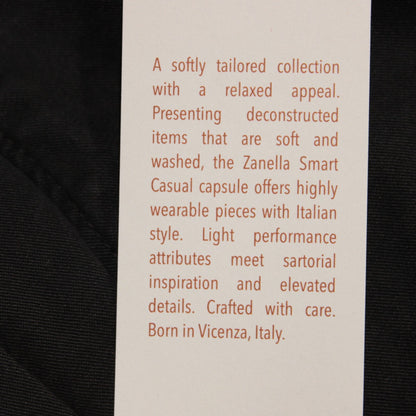 A softly tailored collection
with a relaxed appeal.
Presenting deconstructed
items that are soft and
washed, the Zanella Smart
Casual capsule offers highly
wearable pieces with Italian
style. Light performance
attributes meet sartorial
inspiration and elevated
details. Crafted with care.
Born in Vicenza, Italy.